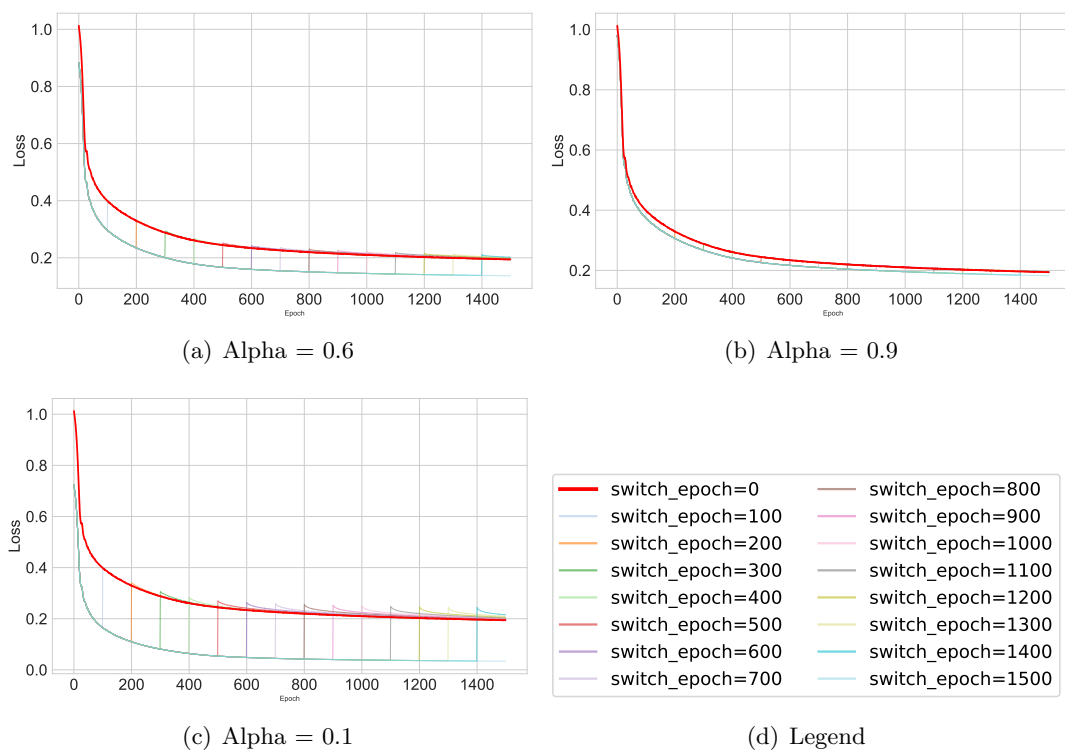 1.0
0.8
0.6
0.4
0.2
Loss
0 200 400 600 800 1000 1200 1400
Epoch
(a) Alpha = 0.6
1.0
0.8
0.6
0.4
0.2
Loss
0 200 400 600 800 1000 1200 1400
Epoch
(b) Alpha = 0.9
1.0
0.8
0.6
0.4
0.2
0.0
Loss
0 200 400 600 800 1000 1200 1400
Epoch
(c) Alpha = 0.1
switch_epoch=0
switch_epoch=100
switch_epoch=200
switch_epoch=300
switch_epoch=400
switch_epoch=500
switch_epoch=600
switch_epoch=700
switch_epoch=800
switch_epoch=900
switch_epoch=1000
switch_epoch=1100
switch_epoch=1200
switch_epoch=1300
switch_epoch=1400
switch_epoch=1500
(d) Legend